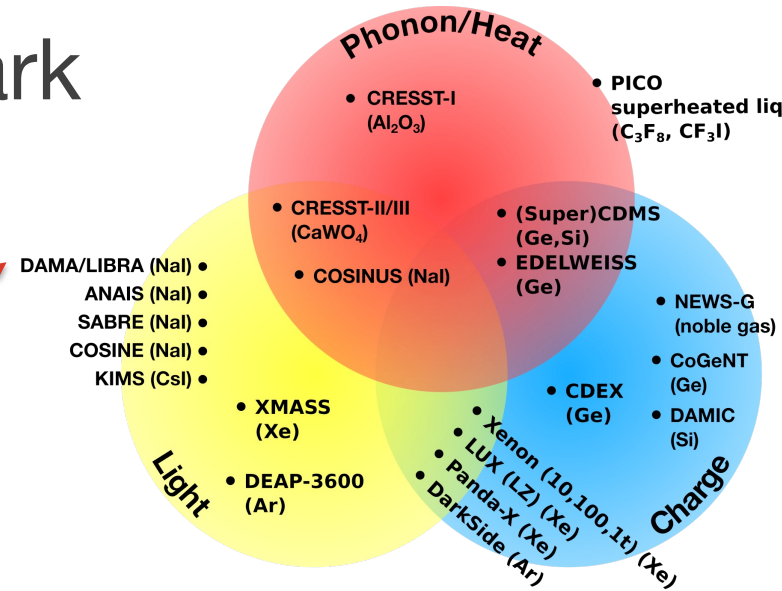 ark
Phonon/Heat
• CRESST-I
(Al₂O₃)
• PICO
superheated liq
(C₃F₈, CF₃I)
• CRESST-II/III
(CaWO₄)
• COSINUS (NaI)
• (Super)CDMS
(Ge,Si)
• EDELWEISS
(Ge)
DAMA/LIBRA (NaI) •
ANAIS (NaI) •
SABRE (NaI) •
COSINE (NaI) •
KIMS (CsI) •
• XMASS
(Xe)
• DEAP-3600
(Ar)
Light
• NEWS-G
(noble gas)
• CoGeNT
(Ge)
• DAMIC
(Si)
• CDEX
(Ge)
• Xenon (10,100,1t) (Xe)
• LUX (LZ) (Xe)
• Panda-X (Xe)
• DarkSide (Ar)
Charge